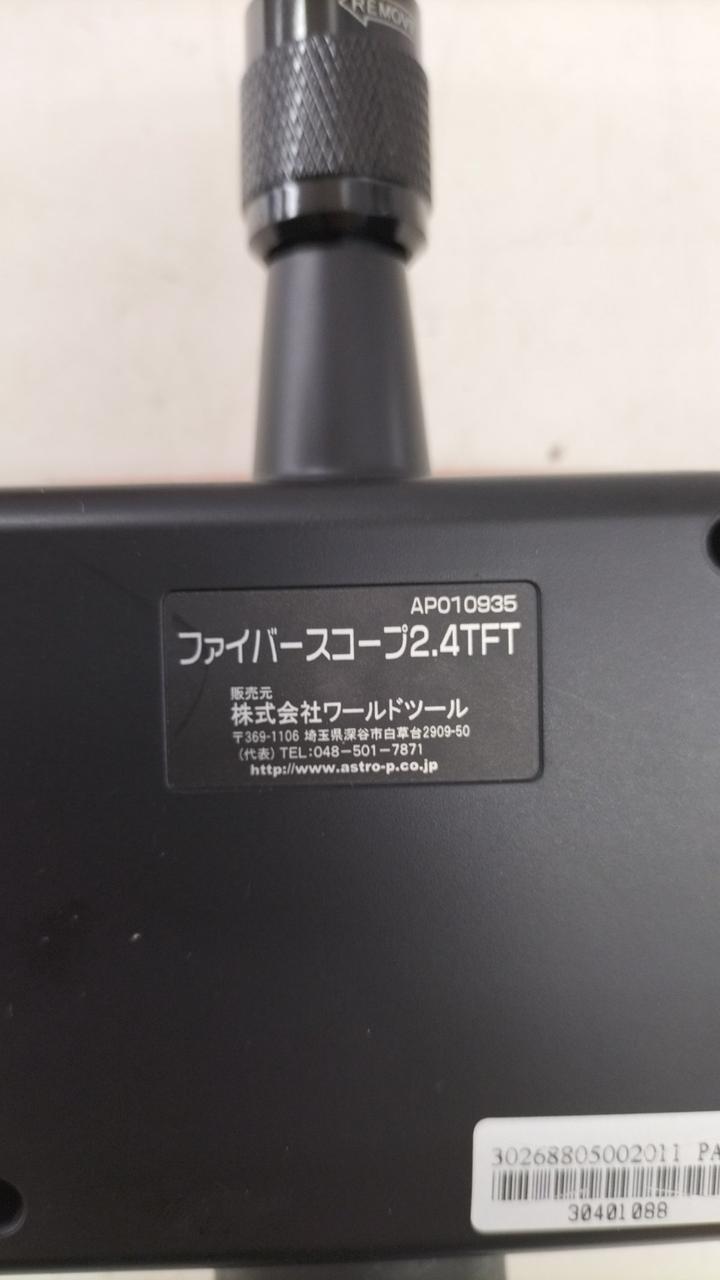 REMOV
AP010935
ファイバースコープ2.4TFT
販売元
株式会社ワールドツール
〒369-1106 埼玉県深谷市白草台2909-50
(代表) TEL:048-501-7871
http://www.astro-p.co.jp
30268805002011 PA
30401088